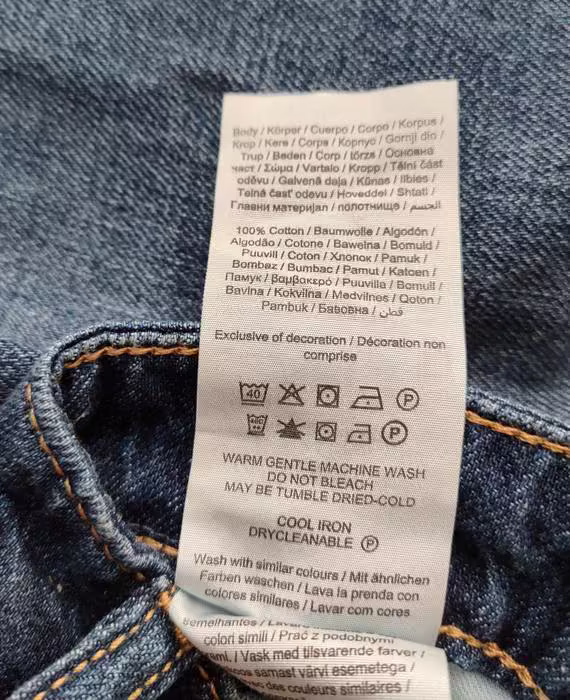 Body / Körper / Cuerpo / Corpo / Korpus /
Krop / Kere / Corps / Корпус / Gornji dio /
Trup / Beden / Corp / törzs / Основна
част / Σώμα / Vartalo / Kropp / Tělní část
oděvu / Galvenā daļa / Kūnas / Ilbies /
Telná časť odevu / Hoveddel / Shtati /
Главни материјал / полотнище / الجسم
100% Cotton / Baumwolle / Algodón /
Algodão / Cotone / Bawełna / Bomuld /
Puuvill / Coton / Хлопок / Pamuk /
Bombaz / Bumbac / Pamut / Katoen /
Памук / βαμβακερό / Puuvilla / Bomull /
Bavlna / Kokvilna / Medvilnės / Qoton /
Pambuk / Бавовна / قطن
Exclusive of decoration / Décoration non
comprise
40 P
40C P
WARM GENTLE MACHINE WASH
DO NOT BLEACH
MAY BE TUMBLE DRIED-COLD
COOL IRON
DRYCLEANABLE P
Wash with similar colours / Mit ähnlichen
Farben waschen / Lava la prenda con
colores similares / Lavar com cores
semelhantes /
colori simili / Prać z podobnymi
/ Vask med tilsvarende farver /
samast värvi esemetega /
des couleurs similaires /